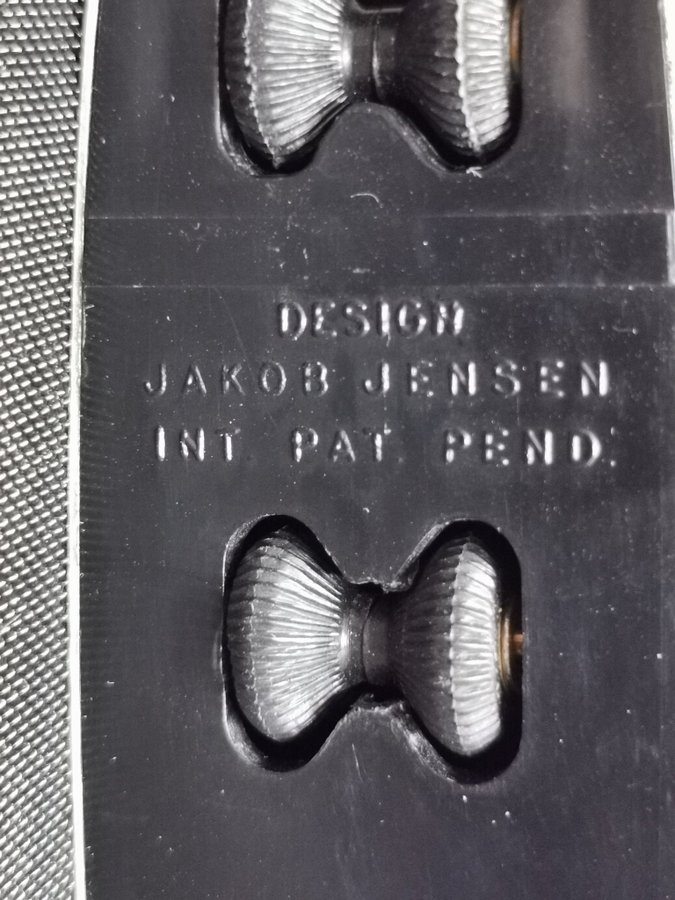 DESIGN
JAKOB JENSEN
INT. PAT. PEND.